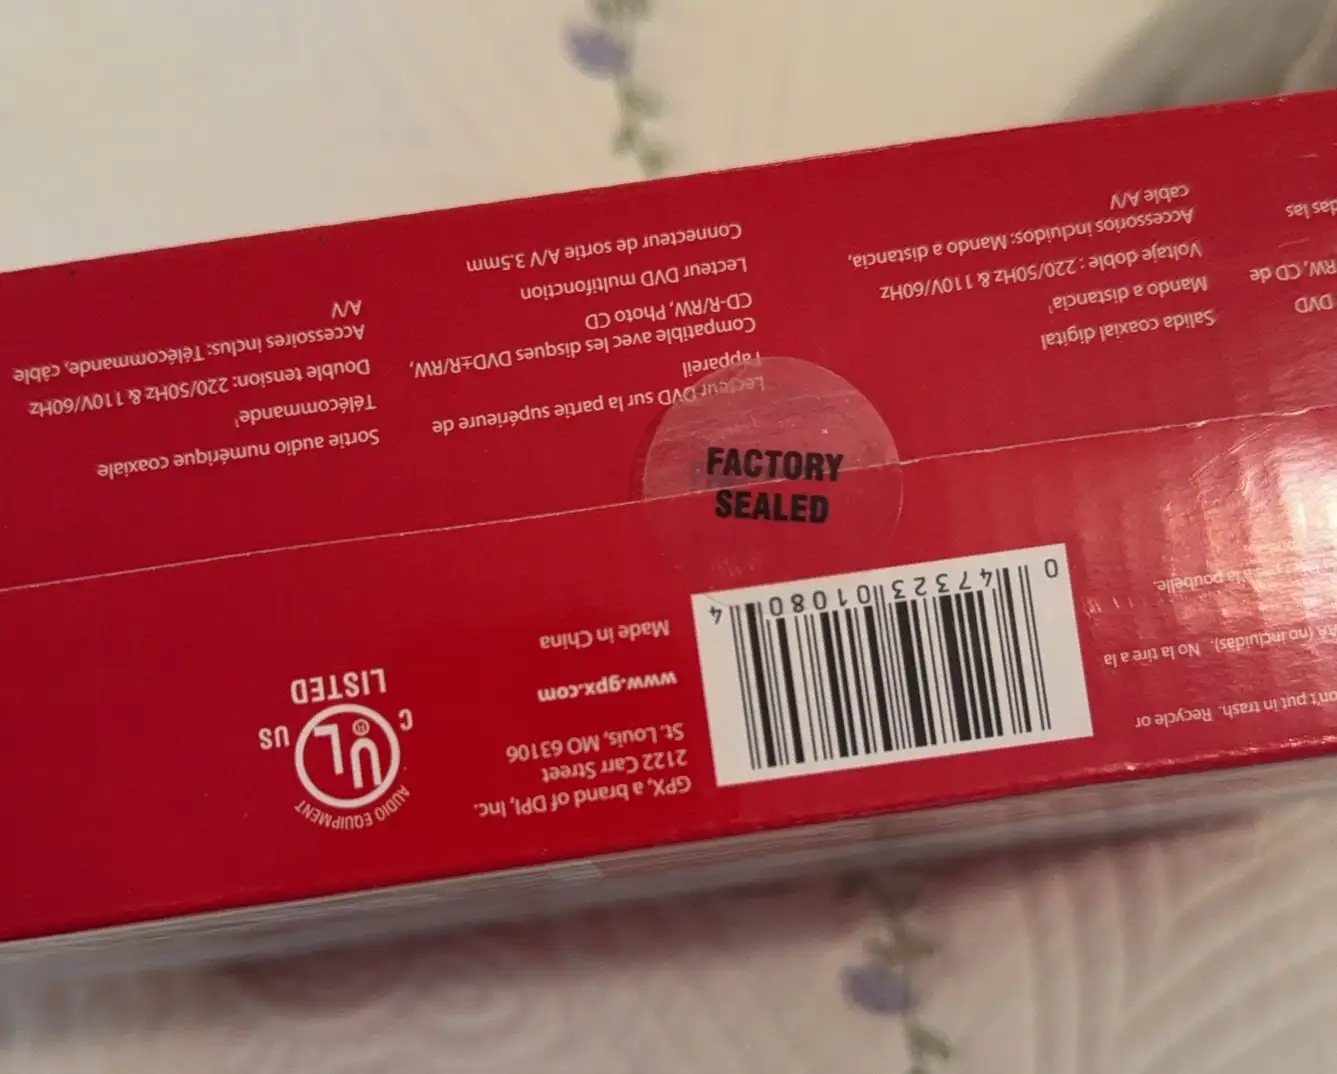 put in trash. Recycle or
(no incluidas). No la tire a la
la poubelle.
0 47323 01080 4
GPX, a brand of DPI, Inc.
2122 Carr Street
St. Louis, MO 63106
www.gpx.com
Made in China
AUDIO EQUIPMENT
C UL US
®
LISTED
FACTORY
SEALED
DVD
RW, CD de
las
Salida coaxial digital
Mando a distancia¹
Voltaje doble : 220/50Hz & 110V/60Hz
Accessorios incluidos: Mando a distancia,
cable A/V
Lecteur DVD sur la partie supérieure de
l'appareil
Compatible avec les disques DVD±R/RW,
CD-R/RW, Photo CD
Lecteur DVD multifonction
Connecteur de sortie A/V 3.5mm
Sortie audio numérique coaxiale
Télécommande¹
Double tension: 220/50Hz & 110V/60Hz
Accessoires inclus: Télécommande, câble
A/V